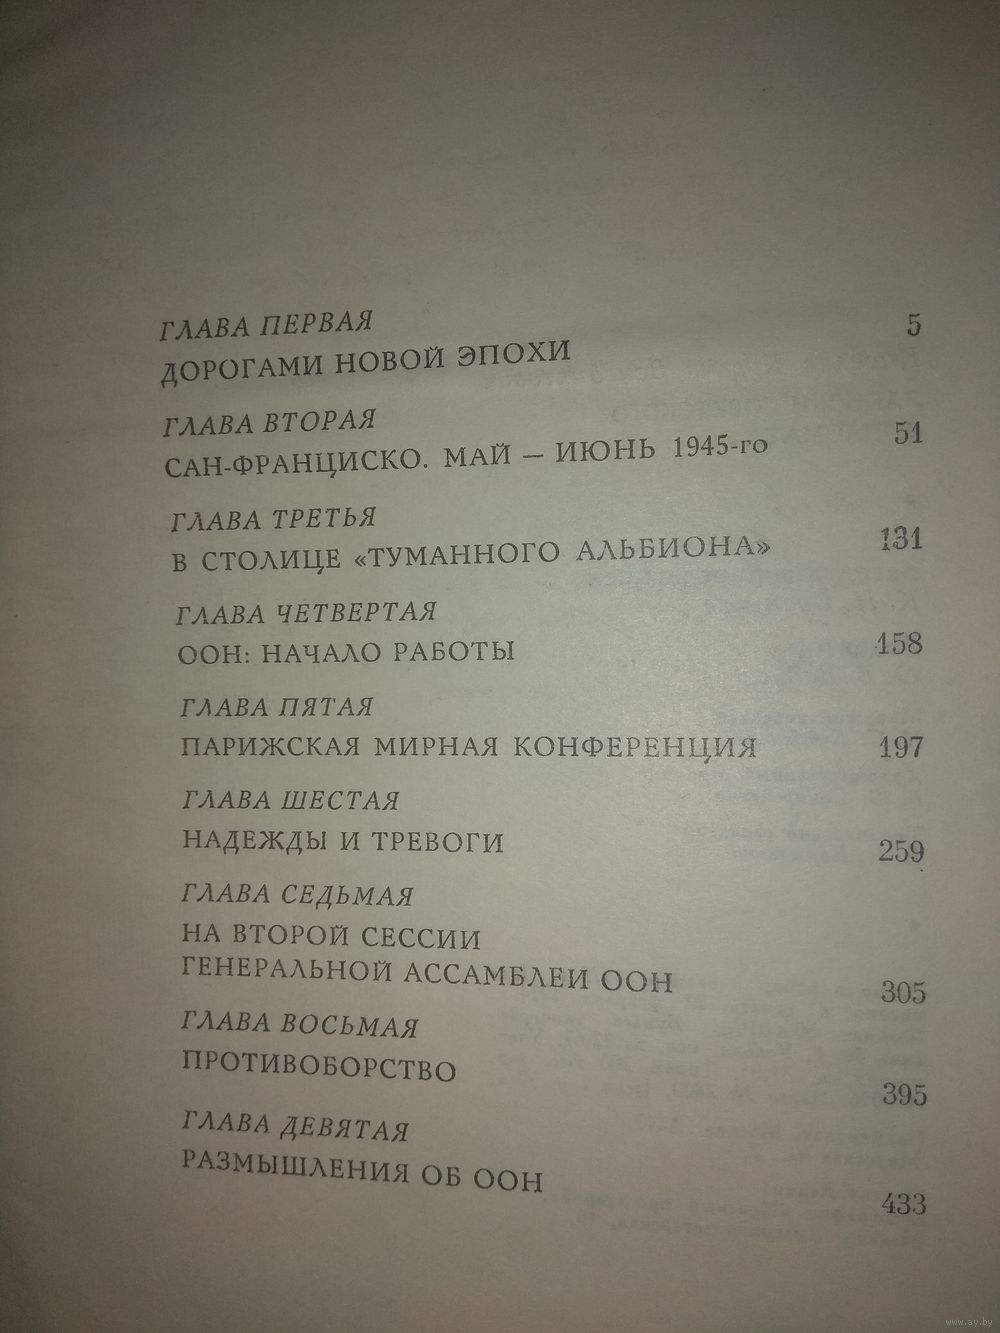 ГЛАВА ПЕРВАЯ
ДОРОГАМИ НОВОЙ ЭПОХИ 5
ГЛАВА ВТОРАЯ
САН-ФРАНЦИСКО. МАЙ — ИЮНЬ 1945-го 51
ГЛАВА ТРЕТЬЯ
В СТОЛИЦЕ «ТУМАННОГО АЛЬБИОНА» 131
ГЛАВА ЧЕТВЕРТАЯ
ООН: НАЧАЛО РАБОТЫ 158
ГЛАВА ПЯТАЯ
ПАРИЖСКАЯ МИРНАЯ КОНФЕРЕНЦИЯ 197
ГЛАВА ШЕСТАЯ
НАДЕЖДЫ И ТРЕВОГИ 259
ГЛАВА СЕДЬМАЯ
НА ВТОРОЙ СЕССИИ
ГЕНЕРАЛЬНОЙ АССАМБЛЕИ ООН 305
ГЛАВА ВОСЬМАЯ
ПРОТИВОБОРСТВО 395
ГЛАВА ДЕВЯТАЯ
РАЗМЫШЛЕНИЯ ОБ ООН 433
www.ay.by